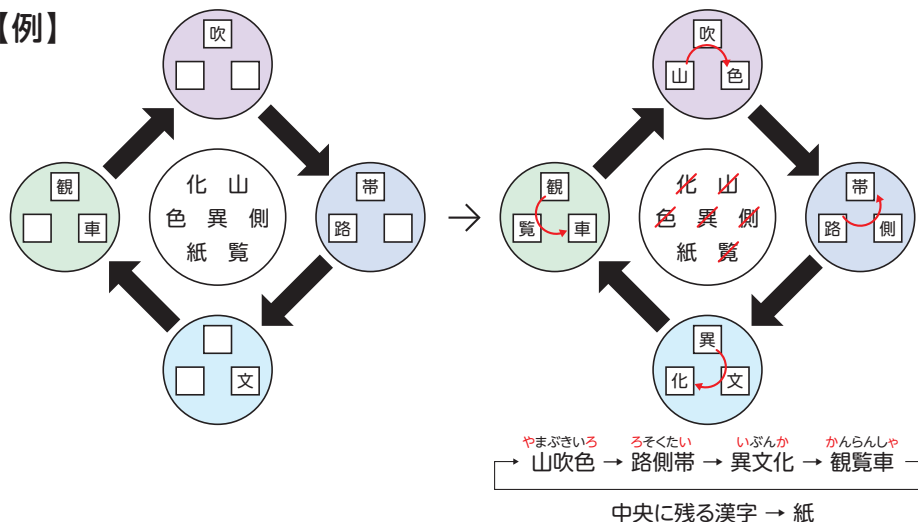 【例】
吹
観
車
帯
路
文
化 山
色 異 側
紙 覧
→
吹
山 色
観
覧 車
帯
路 側
異
化 文
化 山
色 異 側
紙 覧
やまぶきいろ ろそくたい いぶんか かんらんしゃ
→ 山吹色 → 路側帯 → 異文化 → 観覧車
中央に残る漢字 → 紙